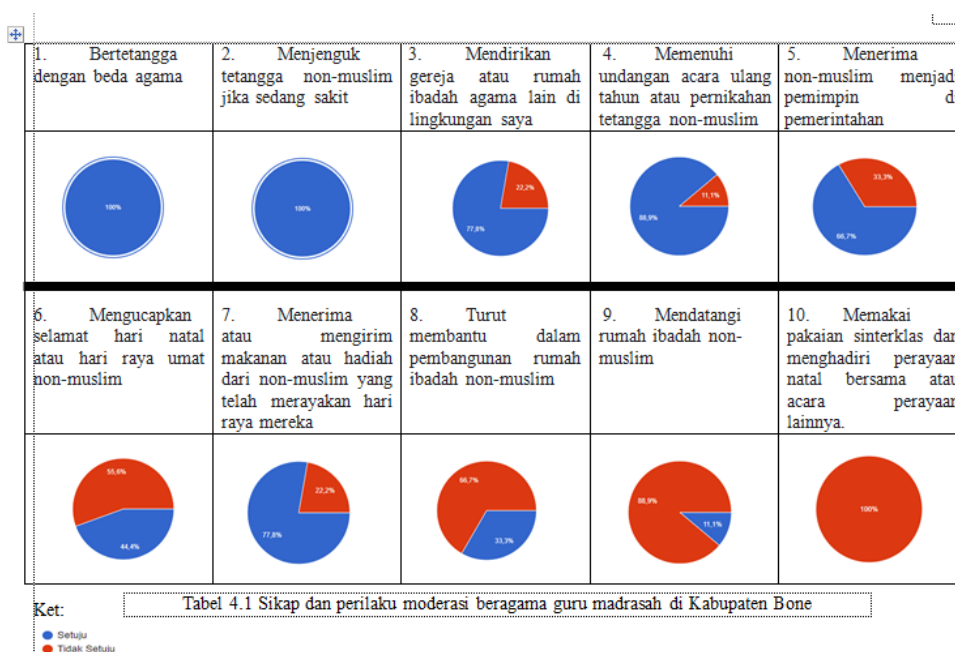 1. Bertetangga
dengan beda agama
2. Menjenguk
tetangga non-muslim
jika sedang sakit
3. Mendirikan
gereja atau rumah
ibadah agama lain di
lingkungan saya
4. Memenuhi
undangan acara ulang
tahun atau pernikahan
tetangga non-muslim
5. Menerima
non-muslim menjadi
pemimpin di
pemerintahan
100%
100%
22,2%
77,8%
11,1%
88,9%
33,3%
66,7%
6. Mengucapkan
selamat hari natal
atau hari raya umat
non-muslim
7. Menerima
atau mengirim
makanan atau hadiah
dari non-muslim yang
telah merayakan hari
raya mereka
8. Turut
membantu dalam
pembangunan rumah
ibadah non-muslim
9. Mendatangi
rumah ibadah non-
muslim
10. Memakai
pakaian sinterklas dan
menghadiri perayaan
natal bersama atau
acara perayaan
lainnya.
55,6%
44,4%
22,2%
77,8%
66,7%
33,3%
88,9%
11,1%
100%
Tabel 4.1 Sikap dan perilaku moderasi beragama guru madrasah di Kabupaten Bone
Ket:
Setuju
Tidak Setuju